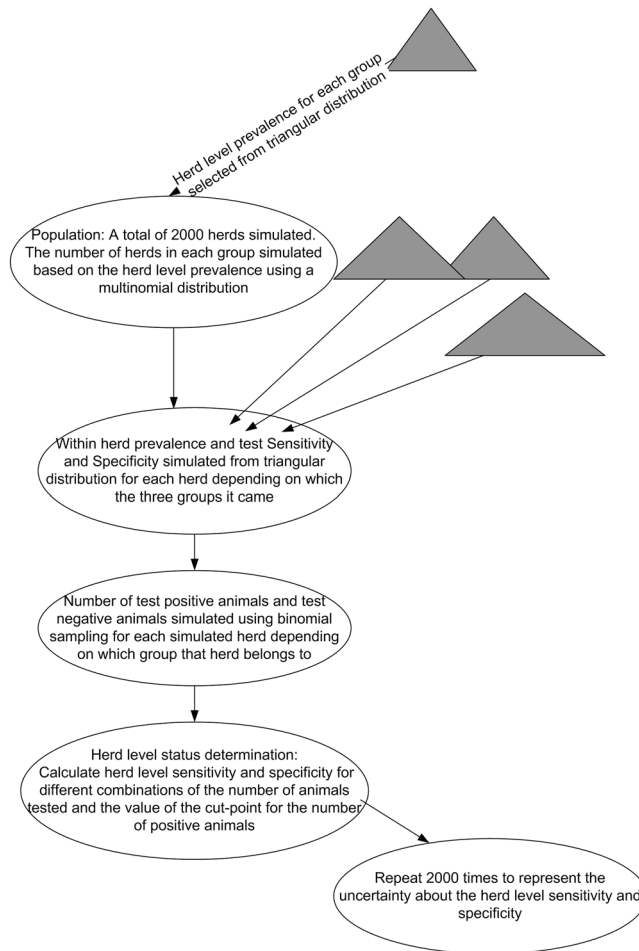 Herd level prevalence for each group
selected from triangular distribution
Population: A total of 2000 herds simulated.
The number of herds in each group simulated
based on the herd level prevalence using a
multinomial distribution
Within herd prevalence and test Sensitivity
and Specificity simulated from triangular
distribution for each herd depending on which
the three groups it came
Number of test positive animals and test
negative animals simulated using binomial
sampling for each simulated herd depending
on which group that herd belongs to
Herd level status determination:
Calculate herd level sensitivity and specificity for
different combinations of the number of animals
tested and the value of the cut-point for the number
of positive animals
Repeat 2000 times to represent the
uncertainty about the herd level sensitivity and
specificity